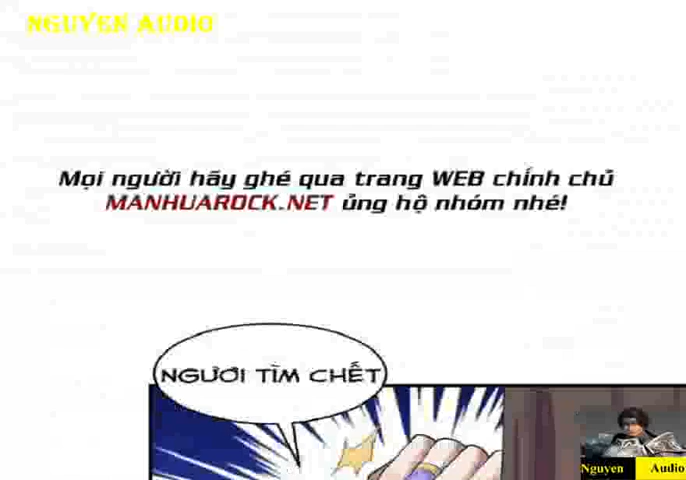 NGUYEN AUDIO
Mọi người hãy ghé qua trang WEB chính chủ
MANHUAROCK.NET ủng hộ nhóm nhé!
NGƯƠI TÌM CHẾT
Nguyen Audio